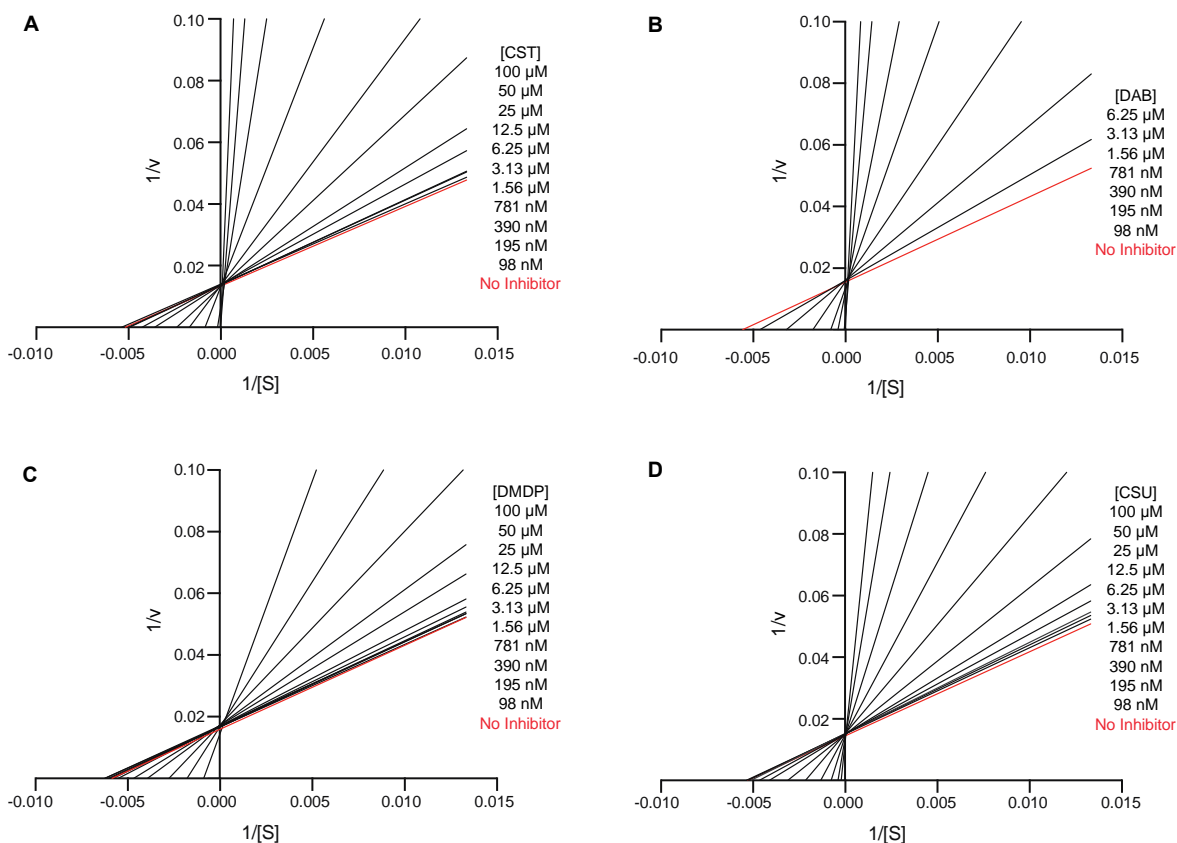 A
0.10
0.08
0.06
0.04
0.02
1/v
-0.010
-0.005
0.000
0.005
0.010
0.015
1/[S]
[CST]
100 µM
50 µM
25 µM
12.5 µM
6.25 µM
3.13 µM
1.56 µM
781 nM
390 nM
195 nM
98 nM
No Inhibitor
B
0.10
0.08
0.06
0.04
0.02
1/v
-0.010
-0.005
0.000
0.005
0.010
0.015
1/[S]
[DAB]
6.25 µM
3.13 µM
1.56 µM
781 nM
390 nM
195 nM
98 nM
No Inhibitor
C
0.10
0.08
0.06
0.04
0.02
1/v
-0.010
-0.005
0.000
0.005
0.010
0.015
1/[S]
[DMDP]
100 µM
50 µM
25 µM
12.5 µM
6.25 µM
3.13 µM
1.56 µM
781 nM
390 nM
195 nM
98 nM
No Inhibitor
D
0.10
0.08
0.06
0.04
0.02
1/v
-0.010
-0.005
0.000
0.005
0.010
0.015
1/[S]
[CSU]
100 µM
50 µM
25 µM
12.5 µM
6.25 µM
3.13 µM
1.56 µM
781 nM
390 nM
195 nM
98 nM
No Inhibitor